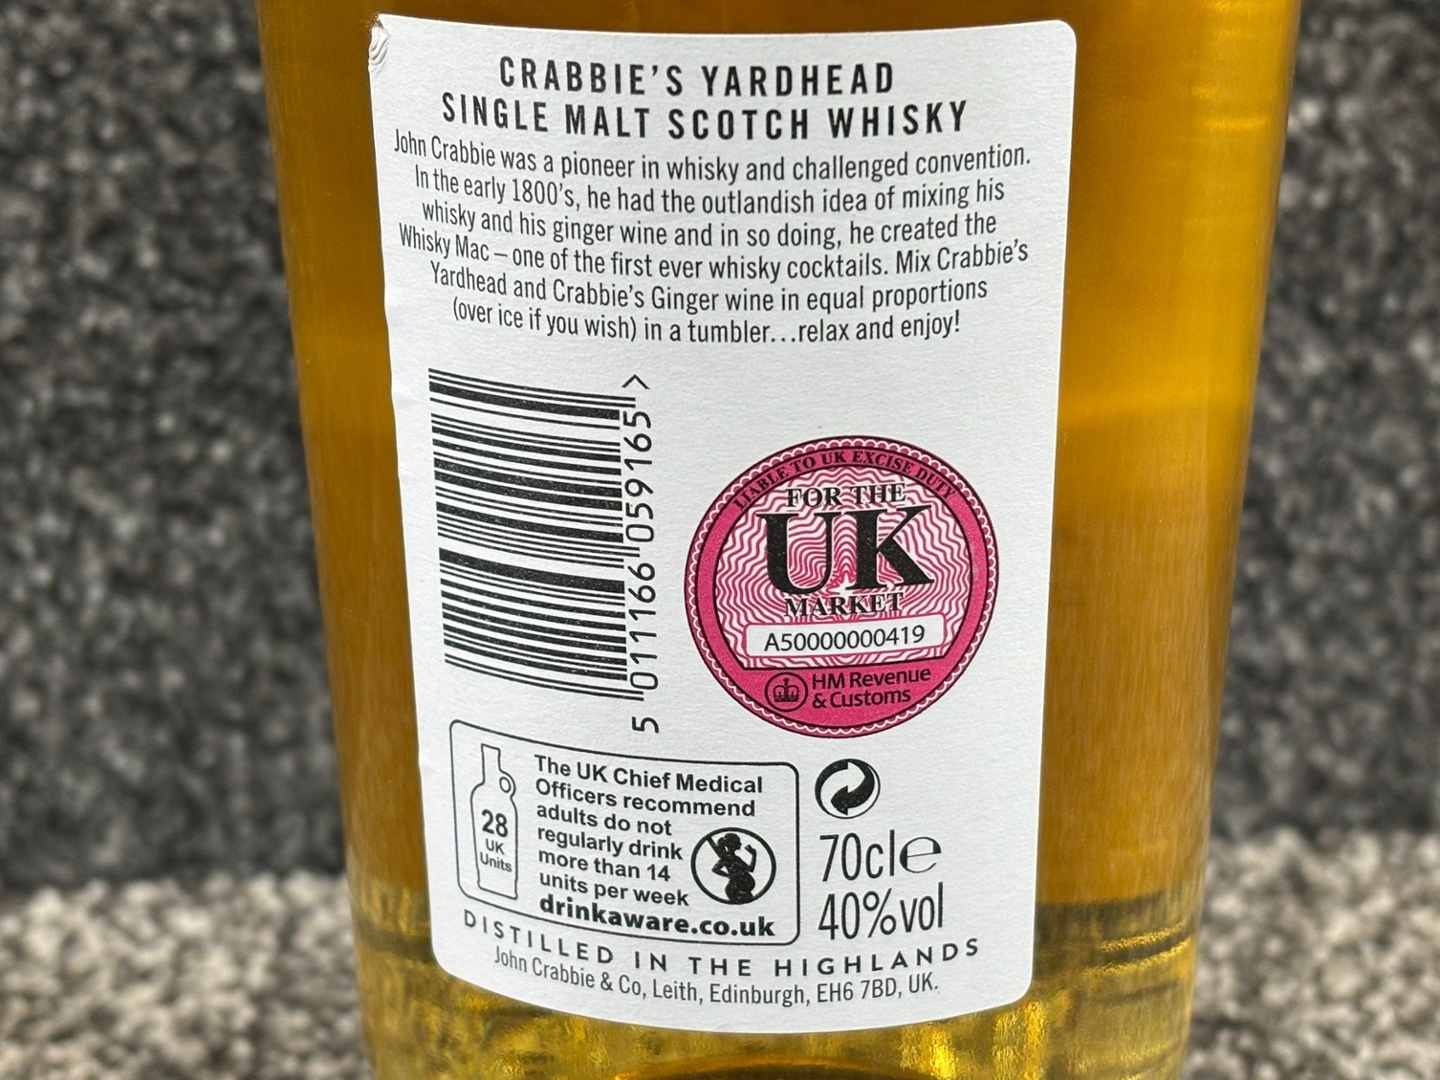 CRABBIE'S YARDHEAD
SINGLE MALT SCOTCH WHISKY
John Crabbie was a pioneer in whisky and challenged convention.
In the early 1800's, he had the outlandish idea of mixing his
whisky and his ginger wine and in so doing, he created the
Whisky Mac – one of the first ever whisky cocktails. Mix Crabbie's
Yardhead and Crabbie's Ginger wine in equal proportions
(over ice if you wish) in a tumbler...relax and enjoy!
5 011166 059165 >
LIABLE TO UK EXCISE DUTY
FOR THE
UK
MARKET
A50000000419
HM Revenue
& Customs
28
UK
Units
The UK Chief Medical
Officers recommend
adults do not
regularly drink
more than 14
units per week
drinkaware.co.uk
70cl e
40%vol
DISTILLED IN THE HIGHLANDS
John Crabbie & Co, Leith, Edinburgh, EH6 7BD, UK.